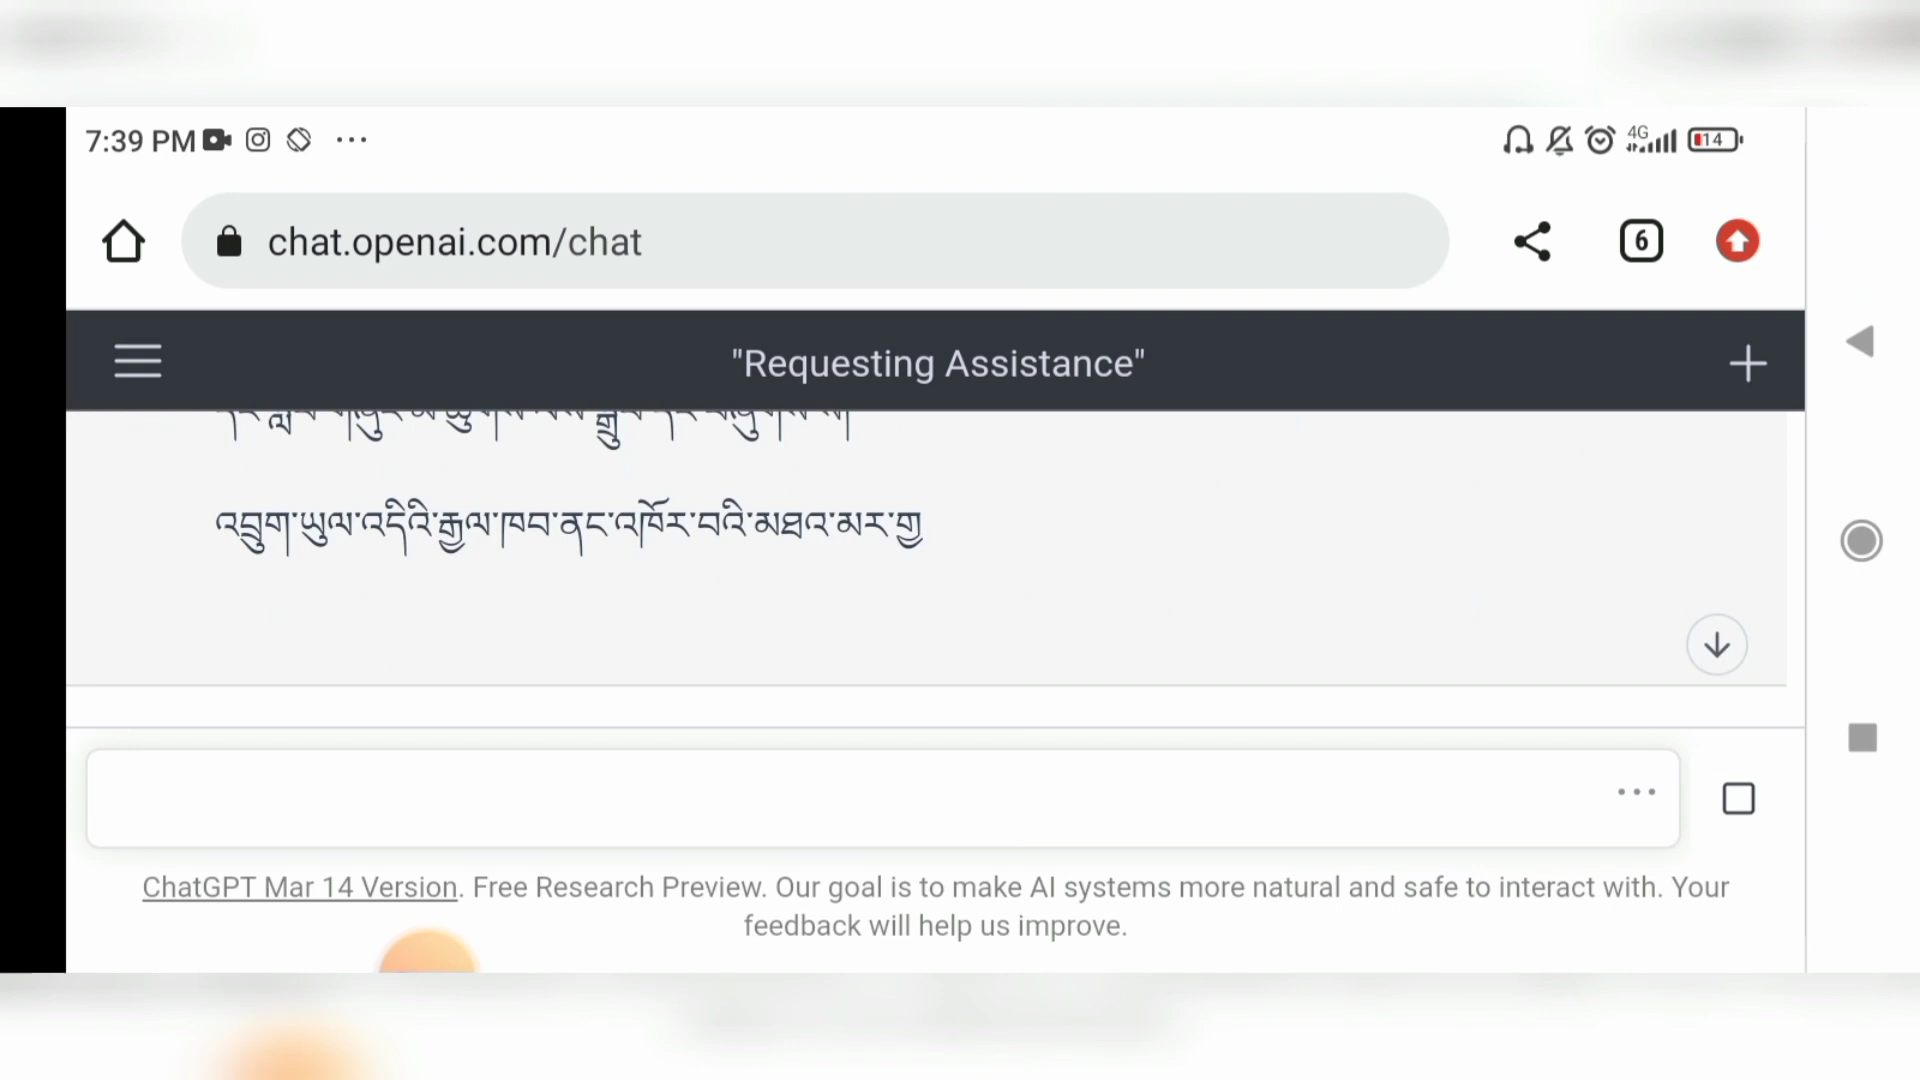 7:39 PM
4G
14
chat.openai.com/chat
6
"Requesting Assistance"
འབྲུག་ཡུལ་འདིའི་རྒྱལ་ཁབ་ནང་འཁོར་བའི་མཐའ་མར་གྱ
ChatGPT Mar 14 Version. Free Research Preview. Our goal is to make AI systems more natural and safe to interact with. Your
feedback will help us improve.